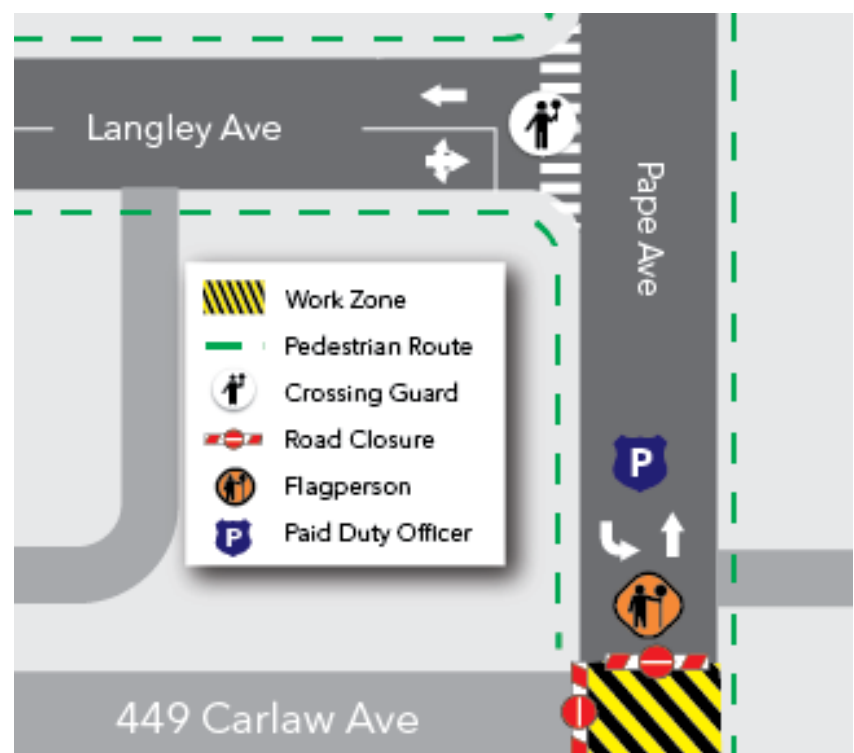 Langley Ave
Pape Ave
Work Zone
Pedestrian Route
Crossing Guard
Road Closure
Flagperson
P
Paid Duty Officer
P
449 Carlaw Ave